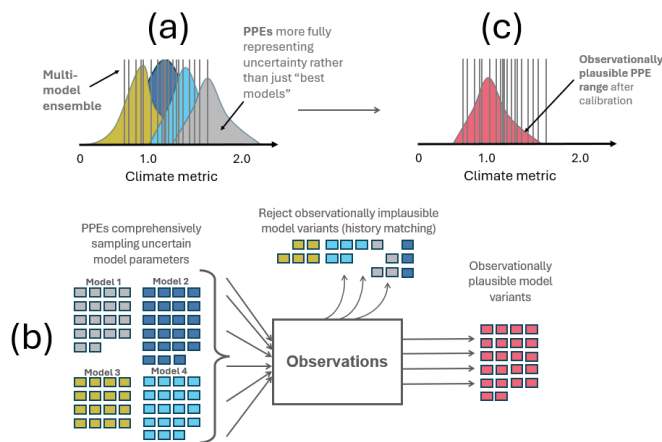 (a)
PPEs more fully
representing
uncertainty rather
than just “best
models”
Multi-
model
ensemble
0
1.0
2.0
Climate metric
(c)
Observationally
plausible PPE
range after
calibration
0
1.0
2.0
Climate metric
(b)
PPEs comprehensively
sampling uncertain
model parameters
Model 1
Model 2
Model 3
Model 4
Reject observationally implausible
model variants (history matching)
Observations
Observationally
plausible model
variants